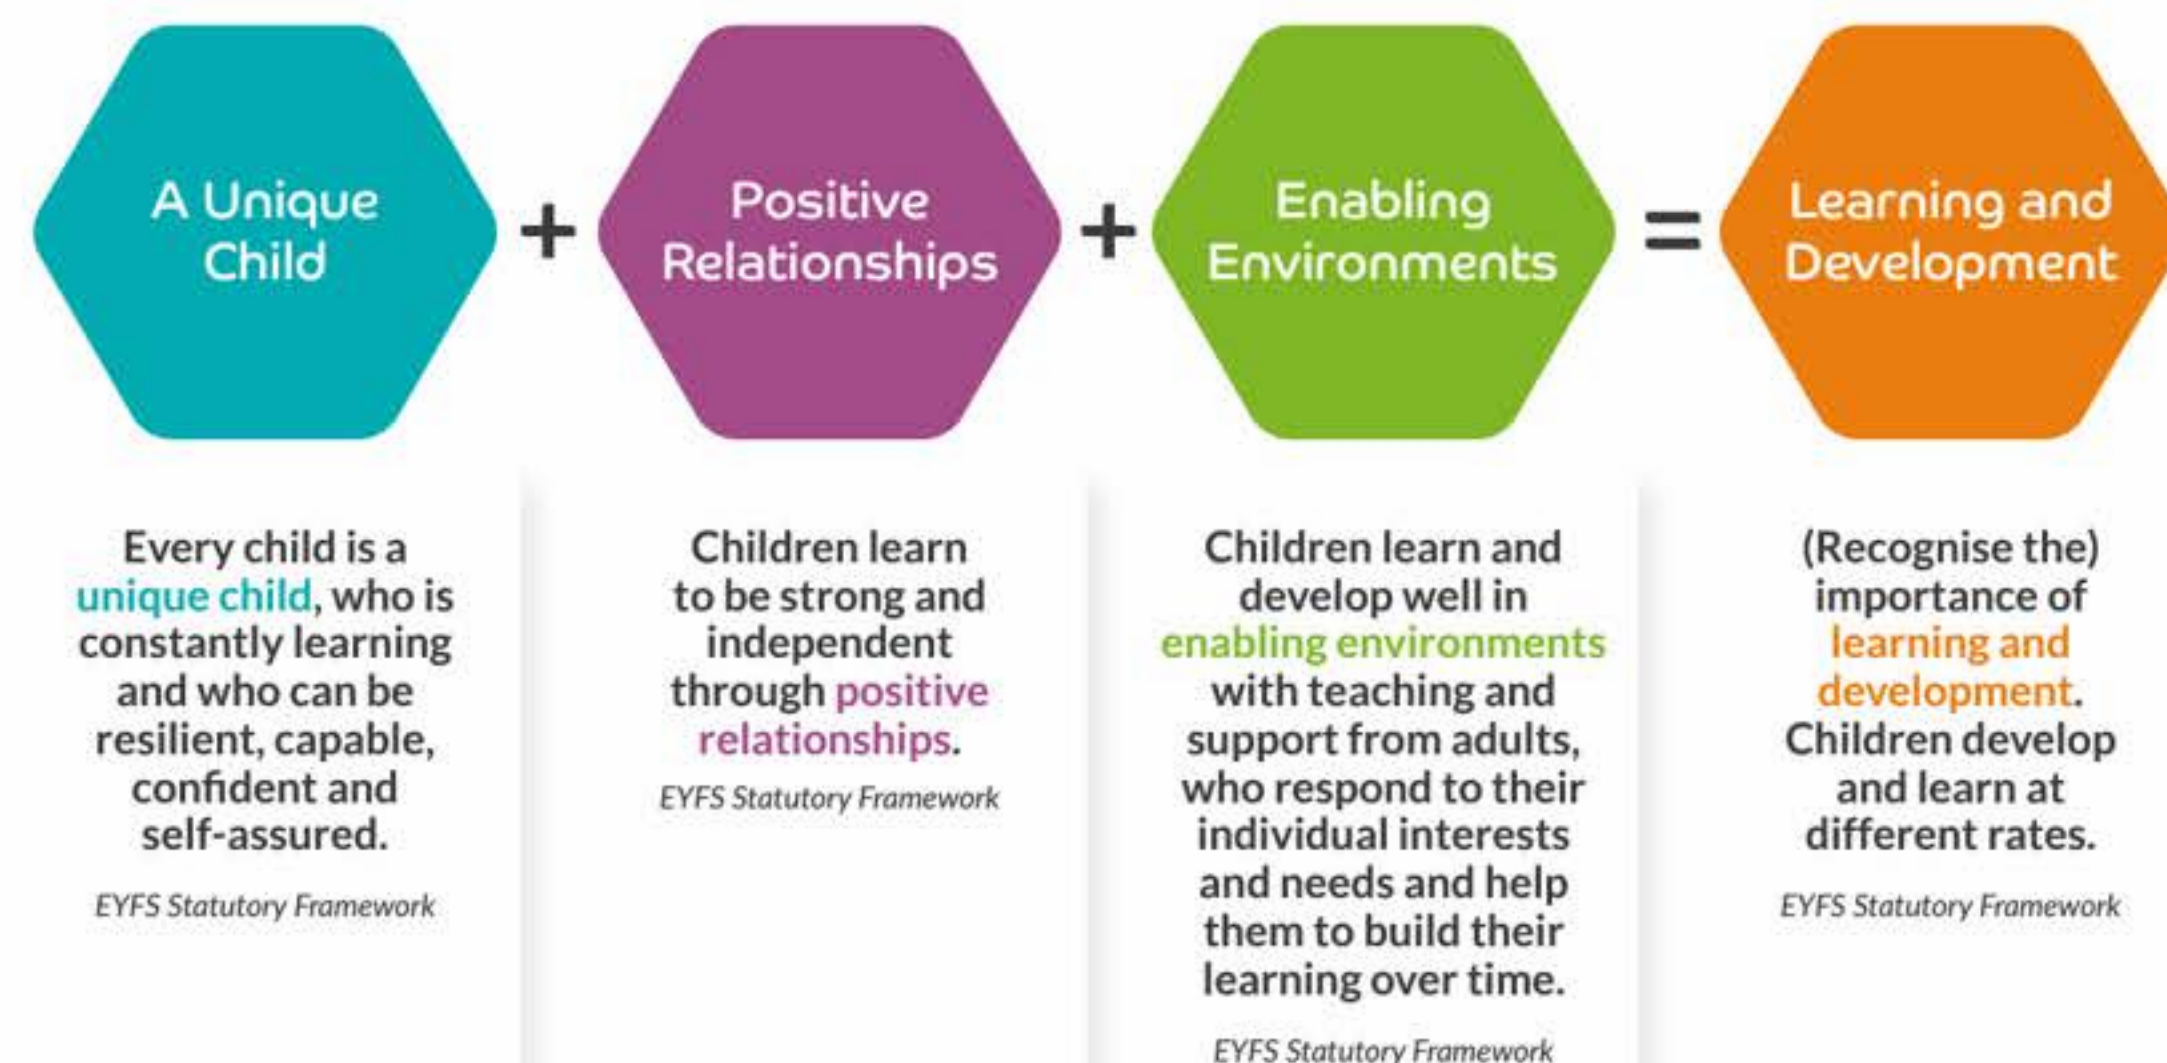 A Unique
Child
+
Positive
Relationships
+
Enabling
Environments
=
Learning and
Development
Every child is a
unique child, who is
constantly learning
and who can be
resilient, capable,
confident and
self-assured.
EYFS Statutory Framework
Children learn
to be strong and
independent
through positive
relationships.
EYFS Statutory Framework
Children learn and
develop well in
enabling environments
with teaching and
support from adults,
who respond to their
individual interests
and needs and help
them to build their
learning over time.
EYFS Statutory Framework
(Recognise the)
importance of
learning and
development.
Children develop
and learn at
different rates.
EYFS Statutory Framework